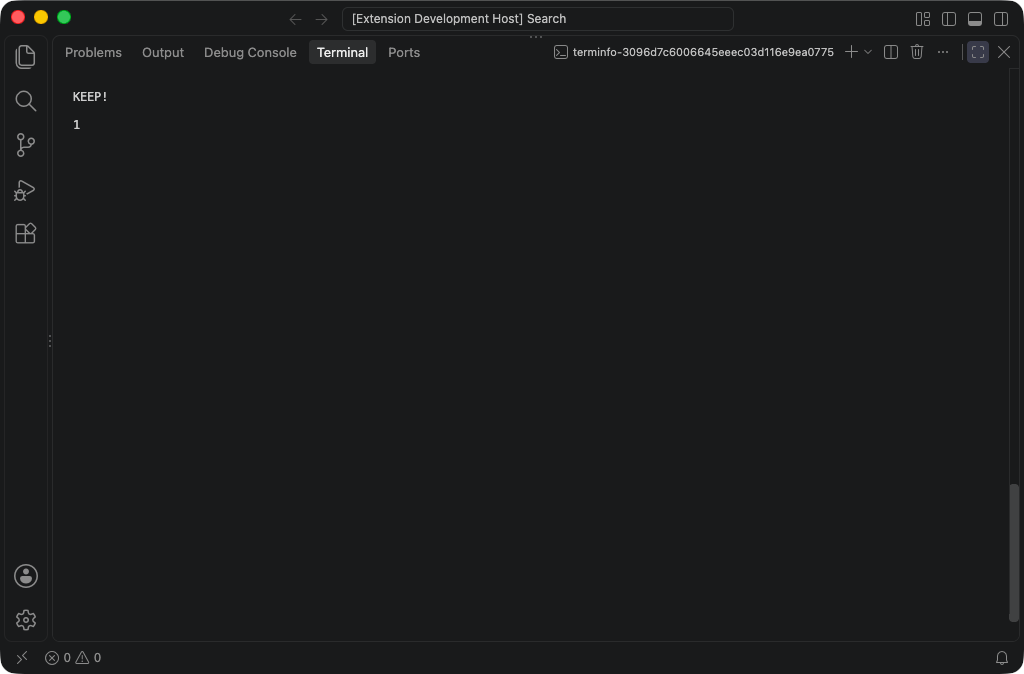 [Extension Development Host] Search
Problems Output Debug Console Terminal Ports
terminfo-3096d7c6006645eeec03d116e9ea0775
KEEP!
1
0 0